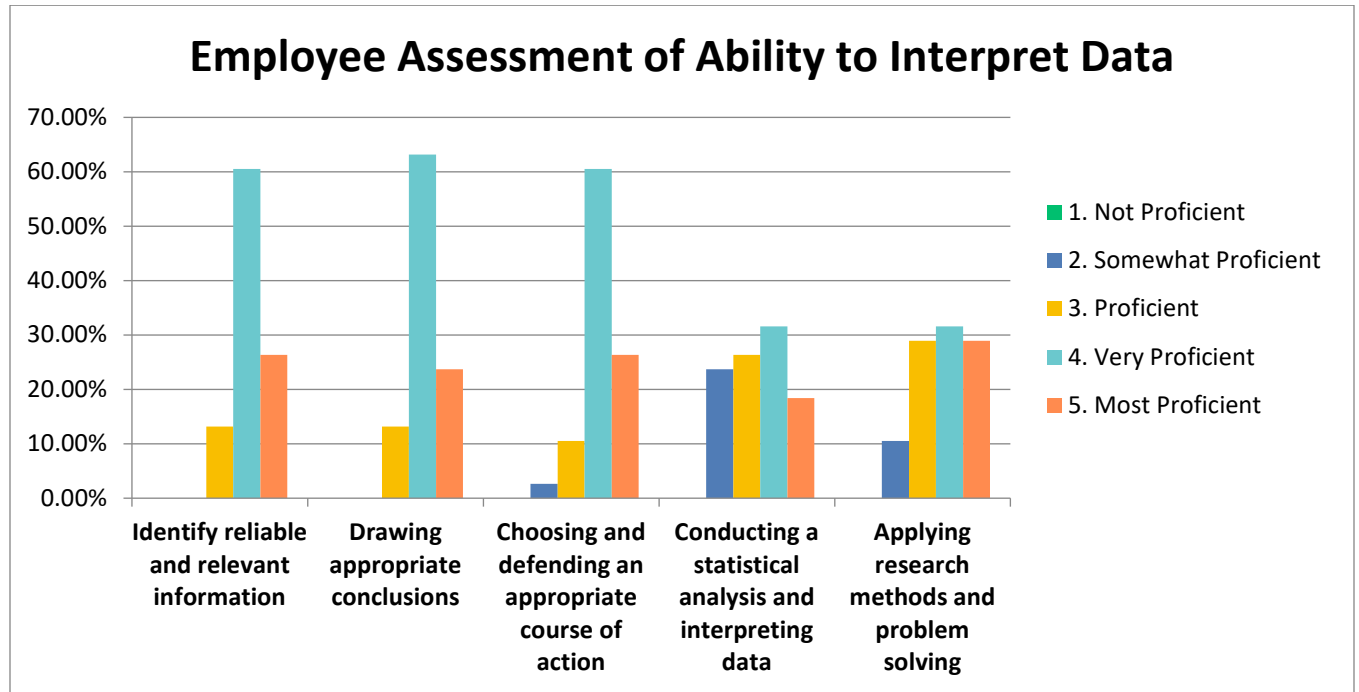 Employee Assessment of Ability to Interpret Data
70.00%
60.00%
50.00%
40.00%
30.00%
20.00%
10.00%
0.00%
Identify reliable
and relevant
information
Drawing
appropriate
conclusions
Choosing and
defending an
appropriate
course of
action
Conducting a
statistical
analysis and
interpreting
data
Applying
research
methods and
problem
solving
1. Not Proficient
2. Somewhat Proficient
3. Proficient
4. Very Proficient
5. Most Proficient